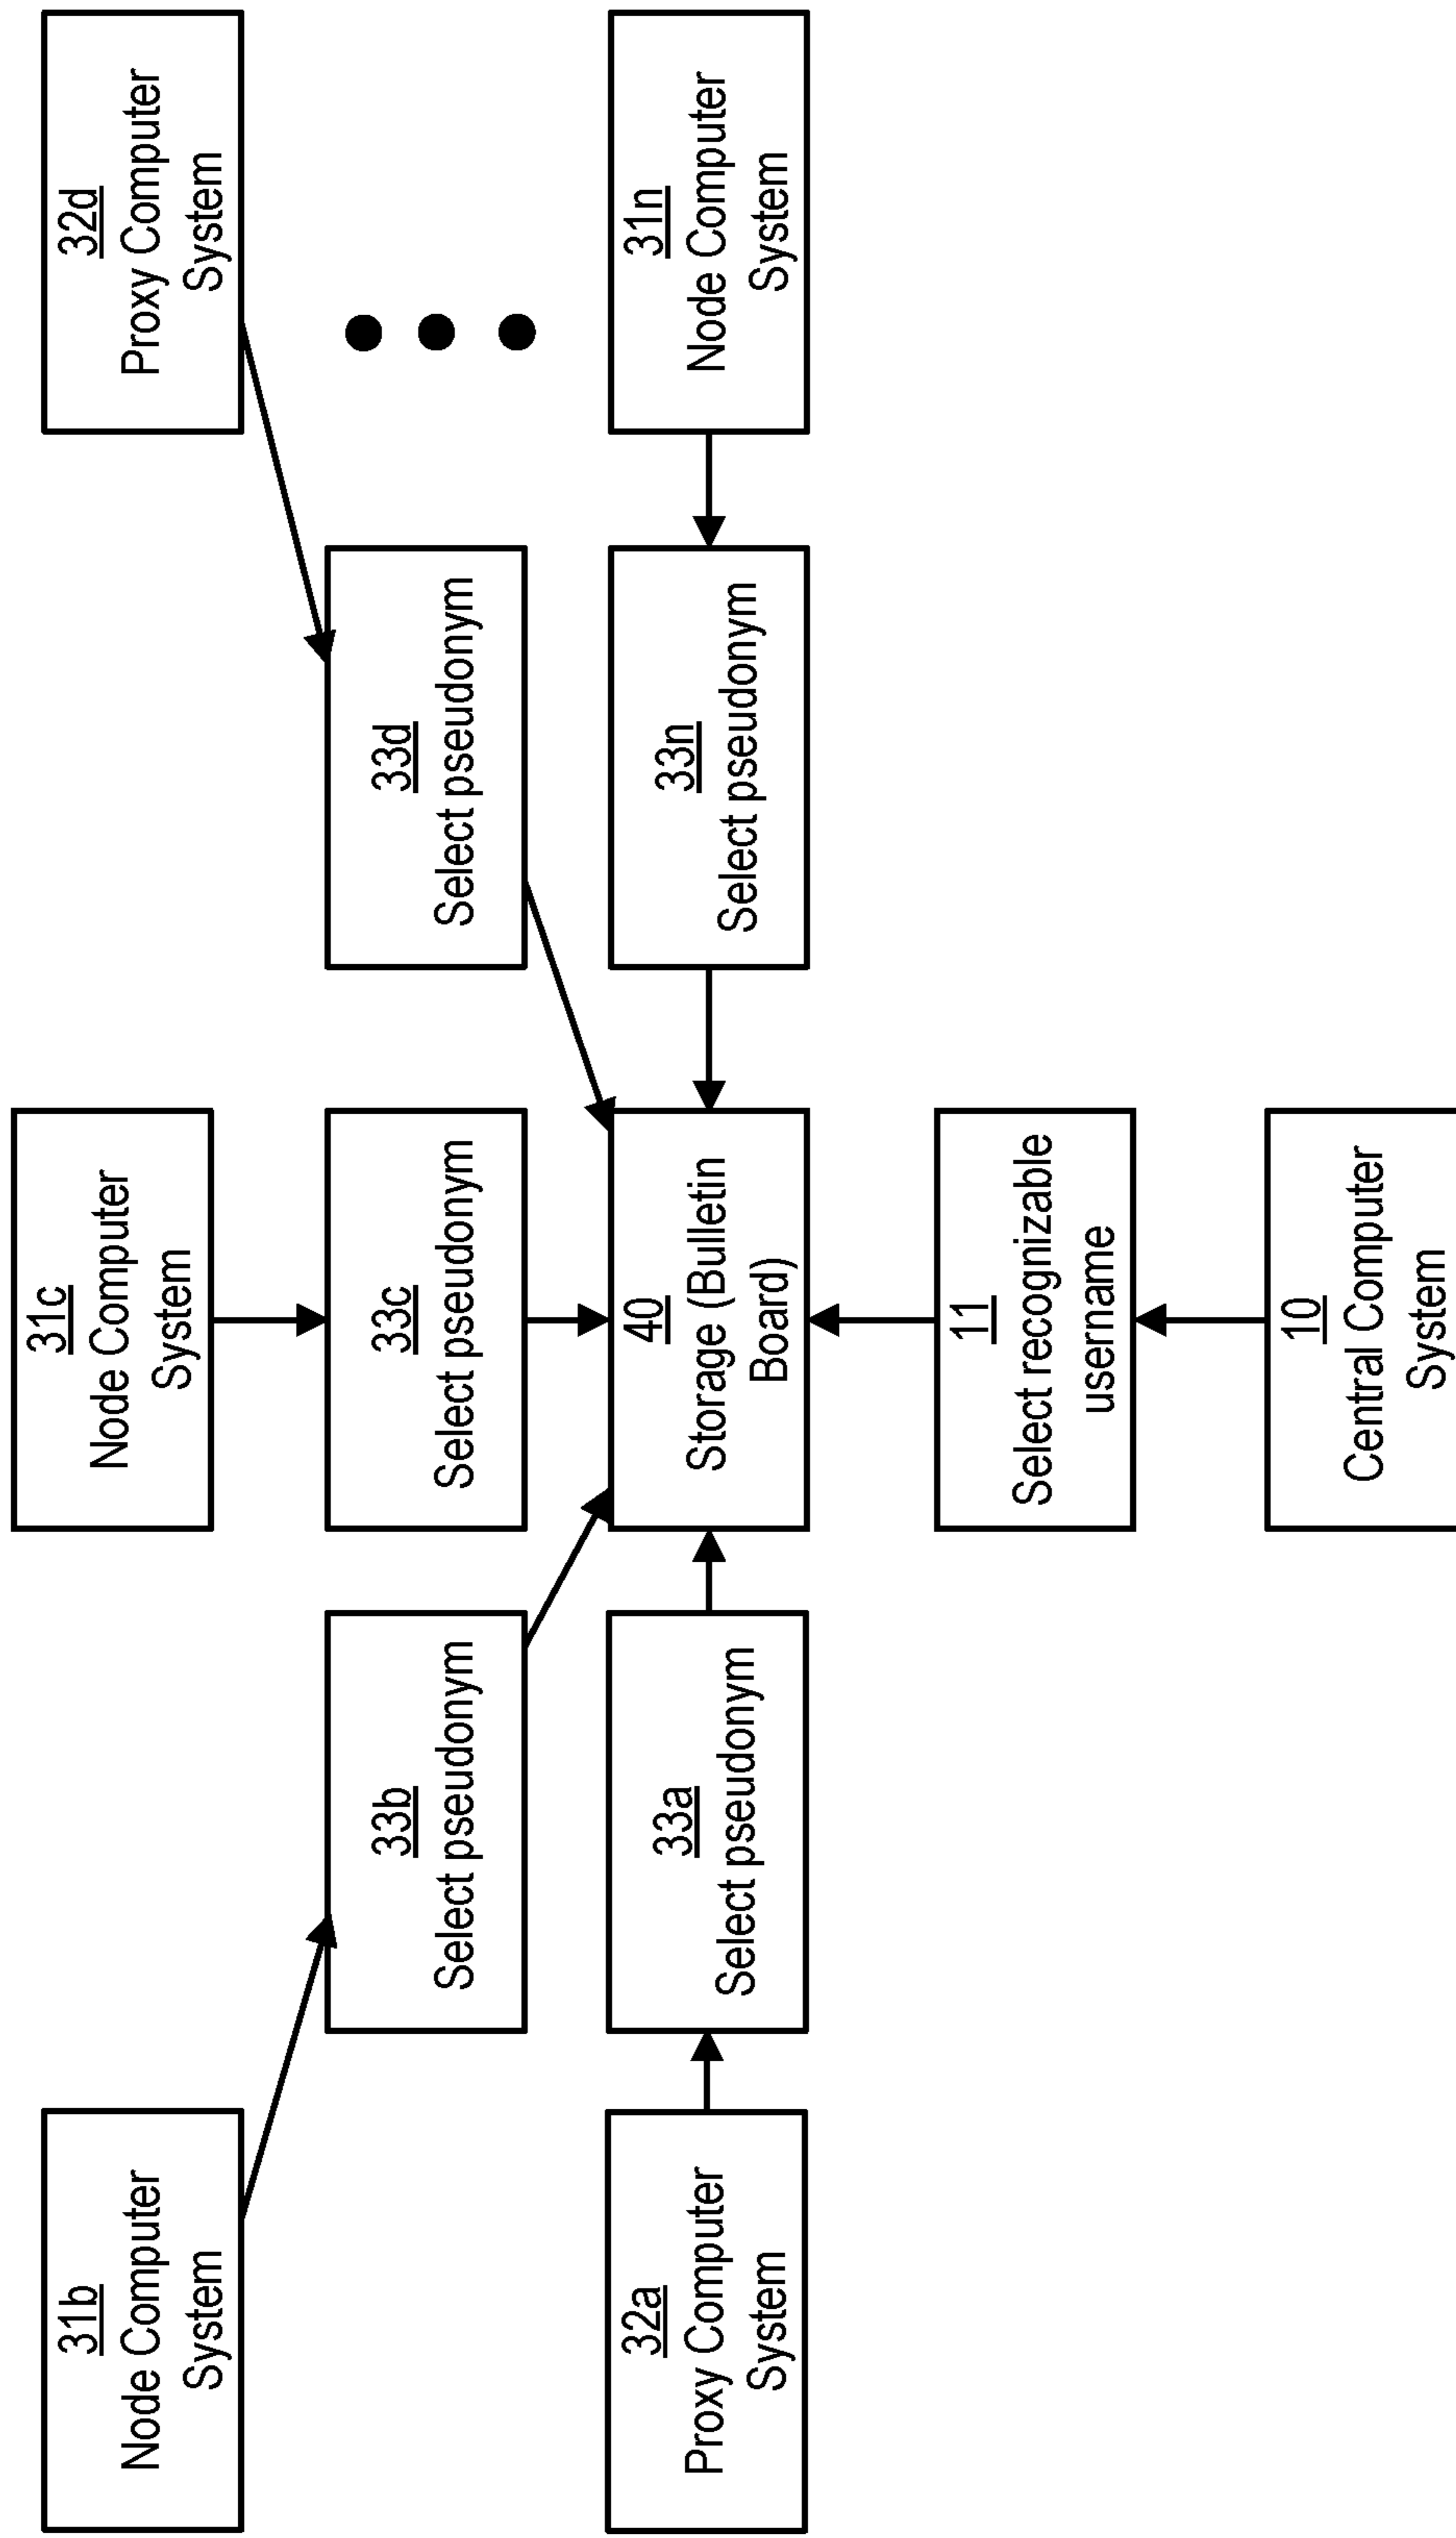 31b
Node Computer
System
31c
Node Computer
System
32d
Proxy Computer
System
33b
Select pseudonym
33c
Select pseudonym
33d
Select pseudonym
32a
Proxy Computer
System
33a
Select pseudonym
40
Storage (Bulletin
Board)
33n
Select pseudonym
31n
Node Computer
System
11
Select recognizable
username
10
Central Computer
System